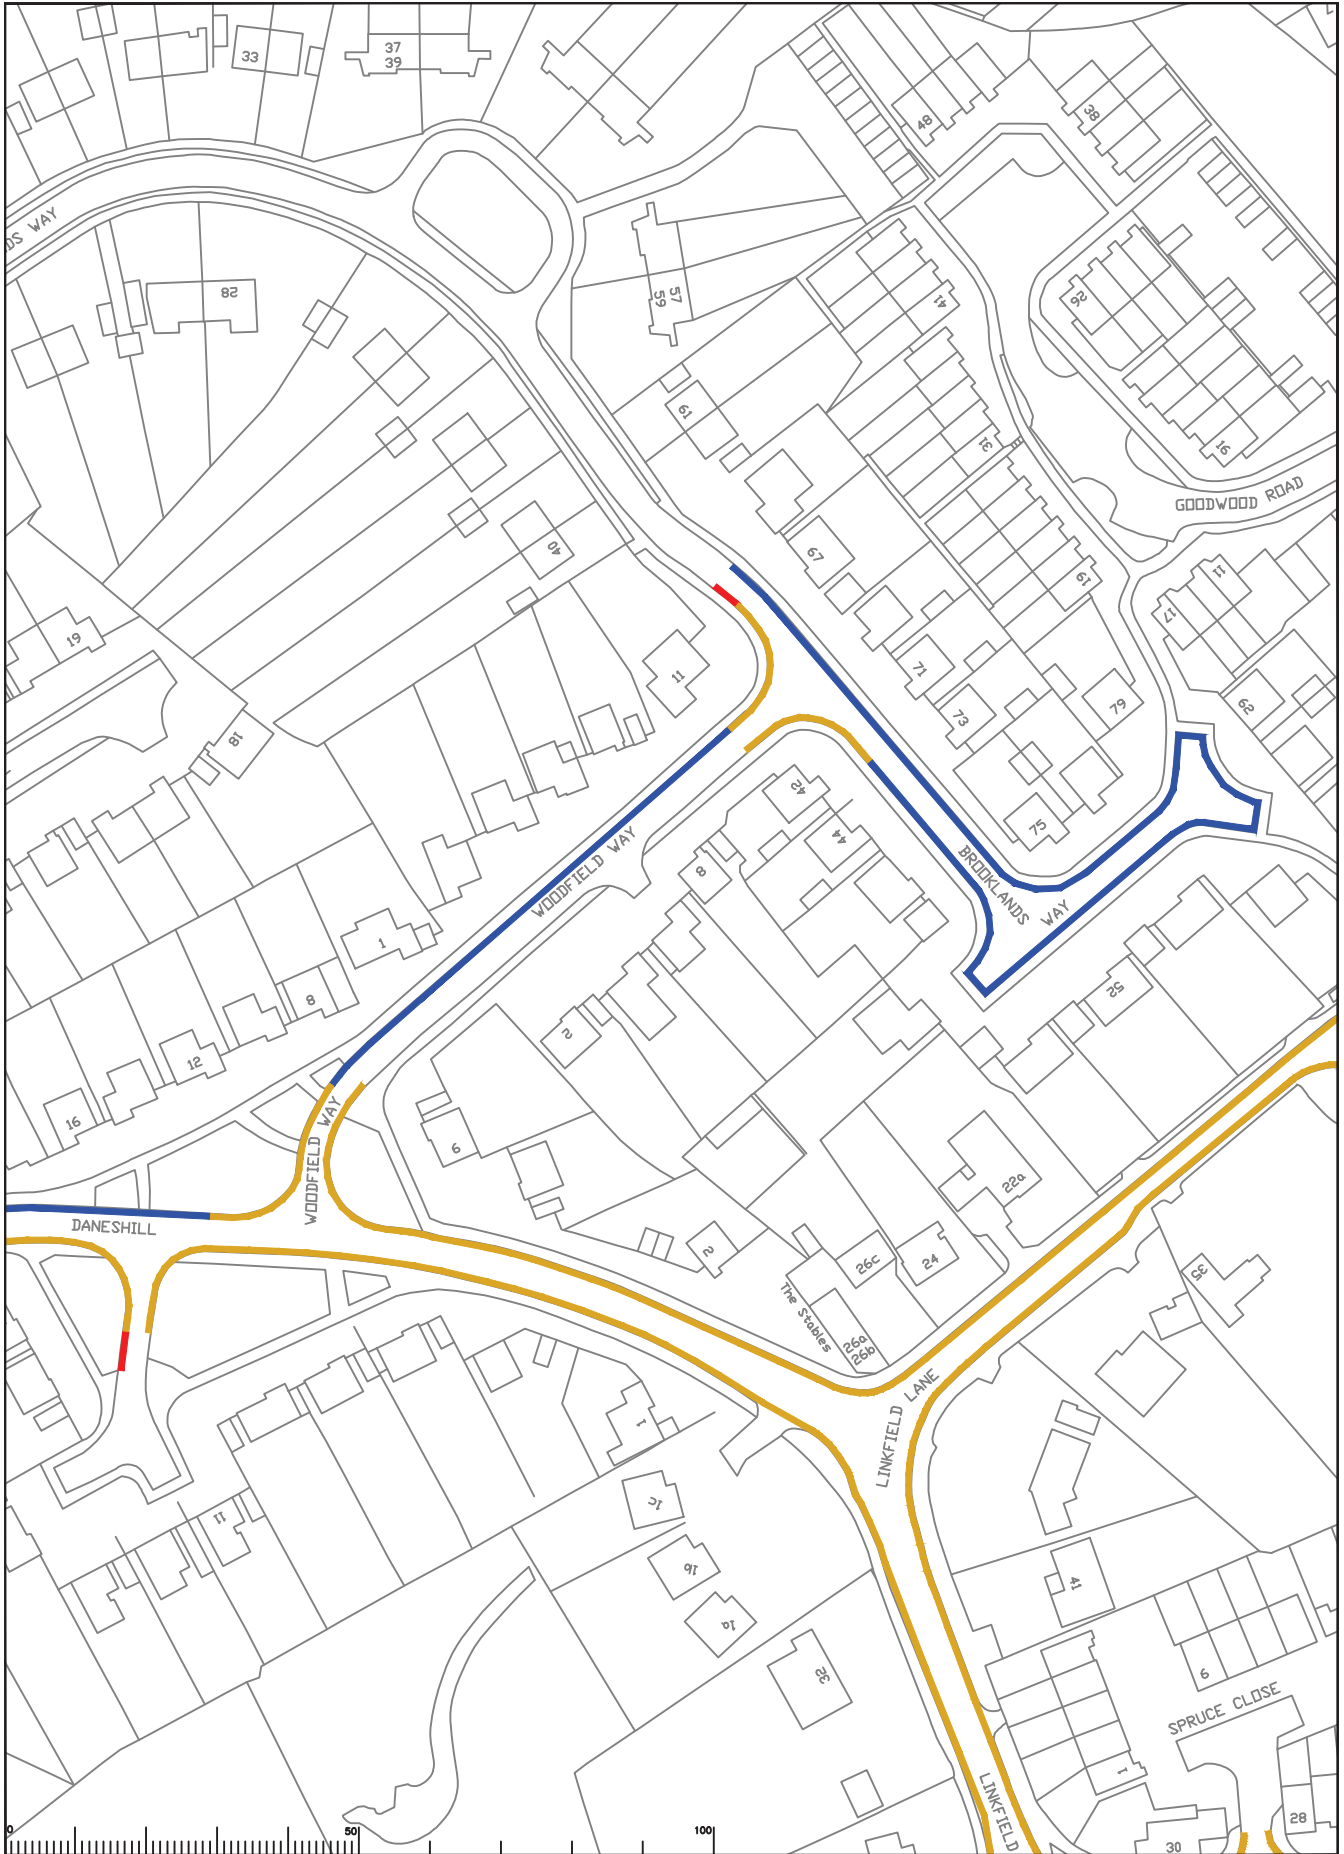 33
37
39
48
38
DS WAY
28
57
59
41
26
61
31
16
GOODWOOD ROAD
40
67
19
11
19
11
17
71
73
79
62
18
42
44
75
BROOKLANDS
WAY
WOODFIELD WAY
8
1
8
2
52
12
16
WOODFIELD WAY
6
22a
DANESHILL
2
26c
24
35
The Stables
26a
26b
LINKFIELD LANE
1
1c
11
1b
1a
41
32
6
SPRUCE CLOSE
1
LINKFIELD
28
30
0
50
100